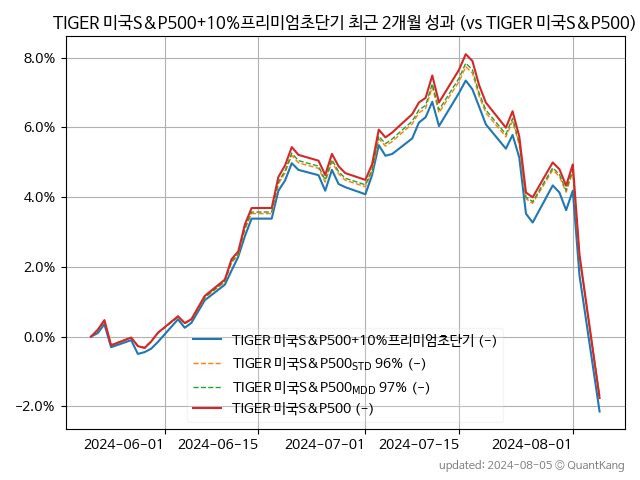 TIGER 미국S&P500+10%프리미엄초단기 최근 2개월 성과 (vs TIGER 미국S&P500)
8.0%
6.0%
4.0%
2.0%
0.0%
−2.0%
TIGER 미국S&P500+10%프리미엄초단기 (-)
TIGER 미국S&P500STD 96% (-)
TIGER 미국S&P500MDD 97% (-)
TIGER 미국S&P500 (-)
2024-06-01 2024-06-15 2024-07-01 2024-07-15 2024-08-01
updated: 2024-08-05 © QuantKang